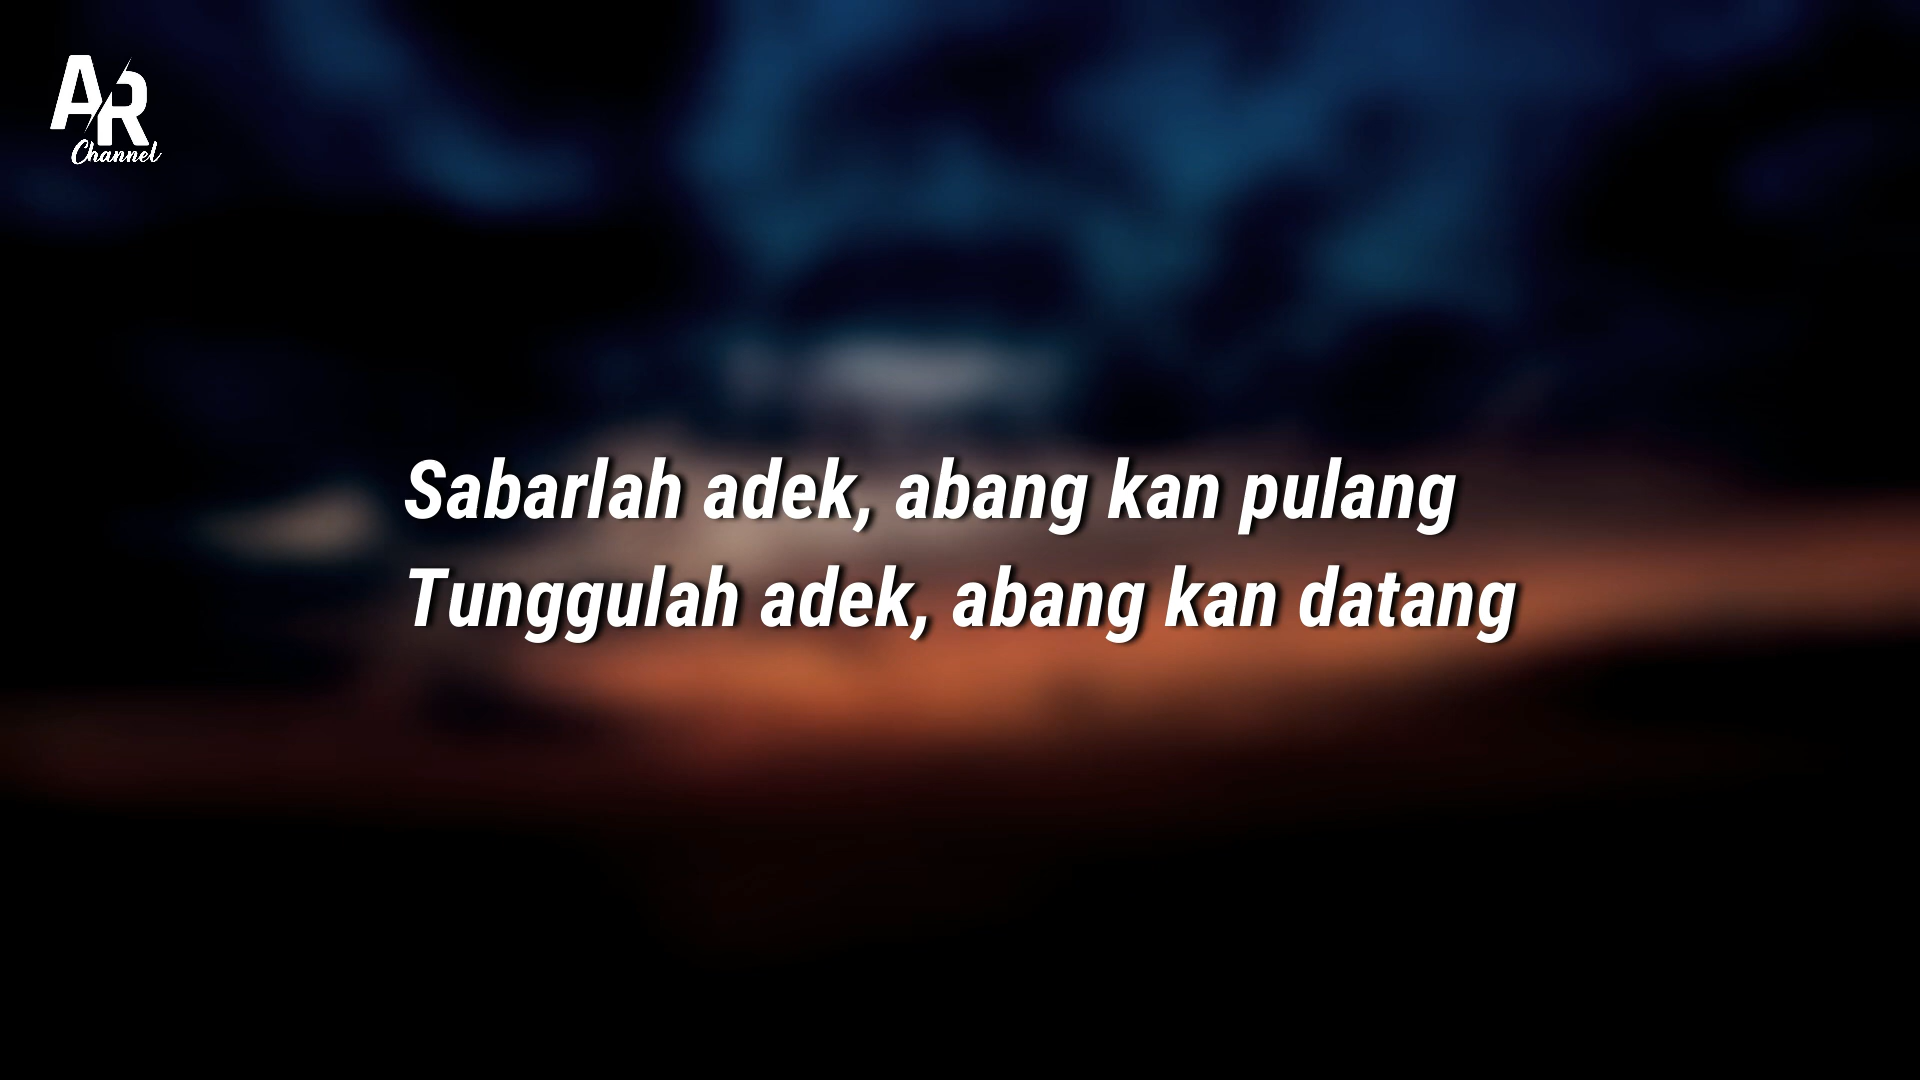 AR
Channel
Sabarlah adek, abang kan pulang
Tunggulah adek, abang kan datang